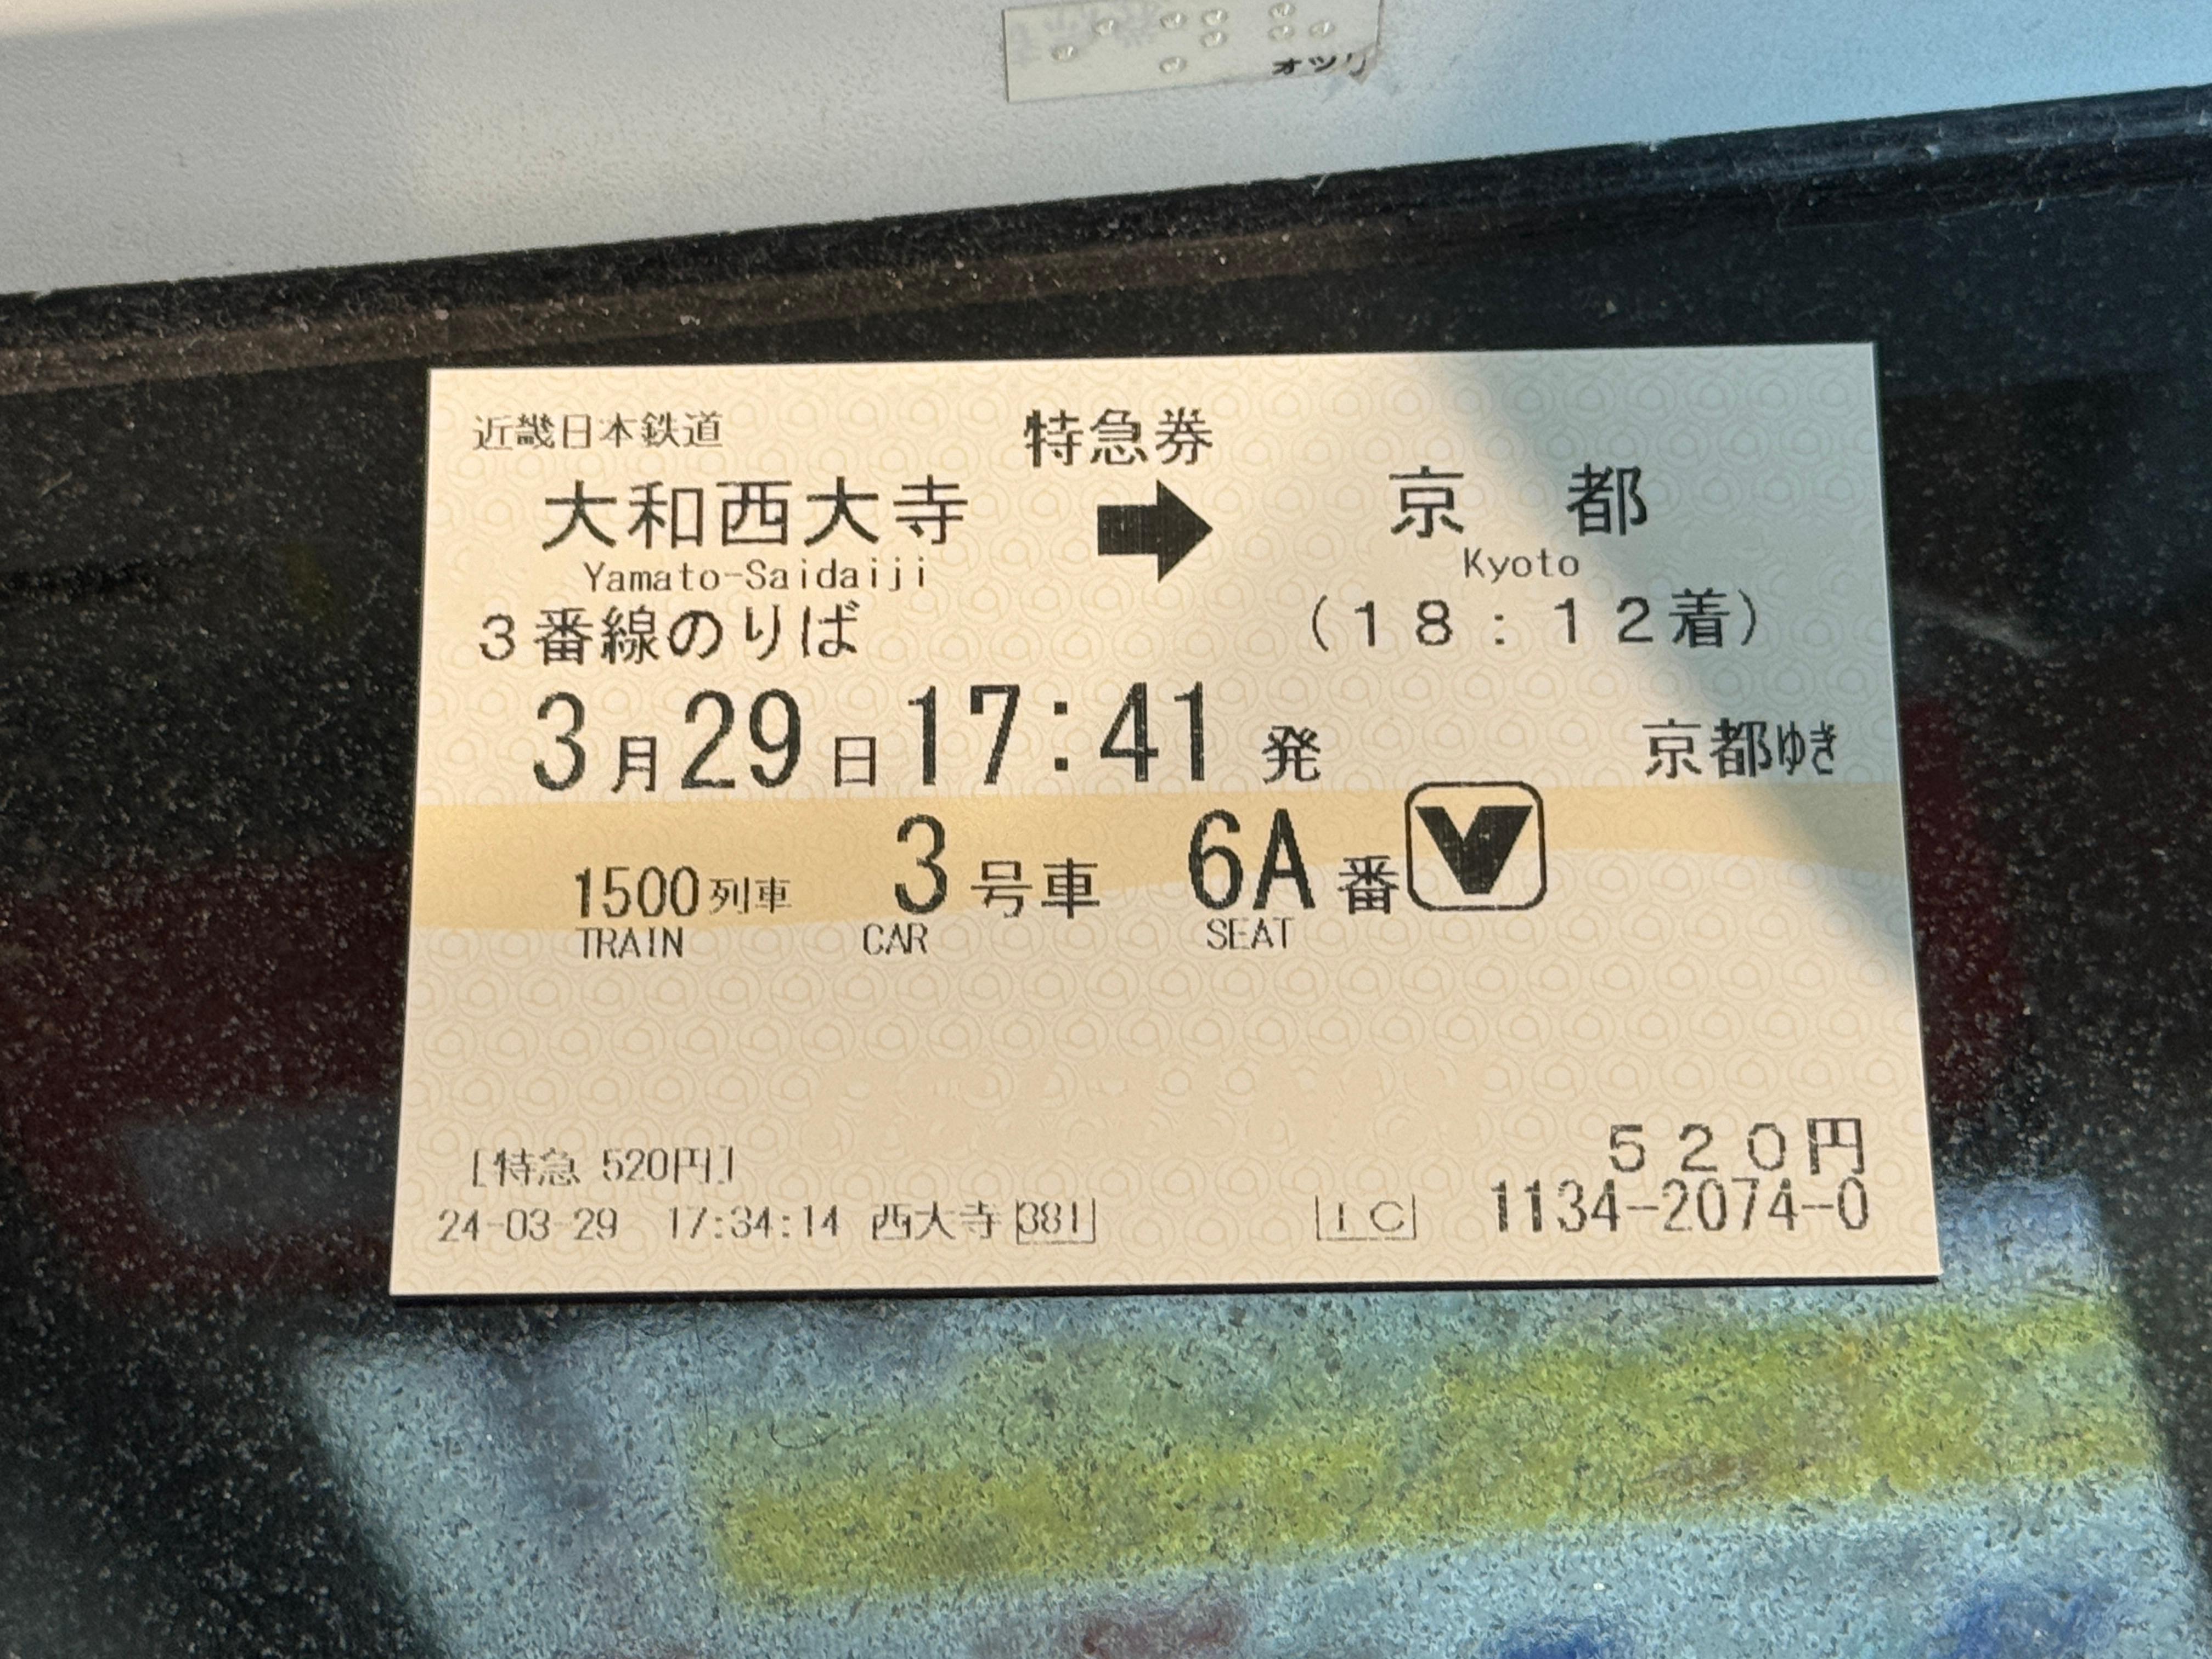 オツリ
近畿日本鉄道 特急券
大和西大寺 ➡ 京都
Yamato-Saidaiji Kyoto
3番線のりば (18:12着)
3月29日17:41発 京都ゆき
1500列車 3号車 6A番 V
TRAIN CAR SEAT
520円
[特急 520円]
24-03-29 17:34:14 西大寺 381 IC 1134-2074-0